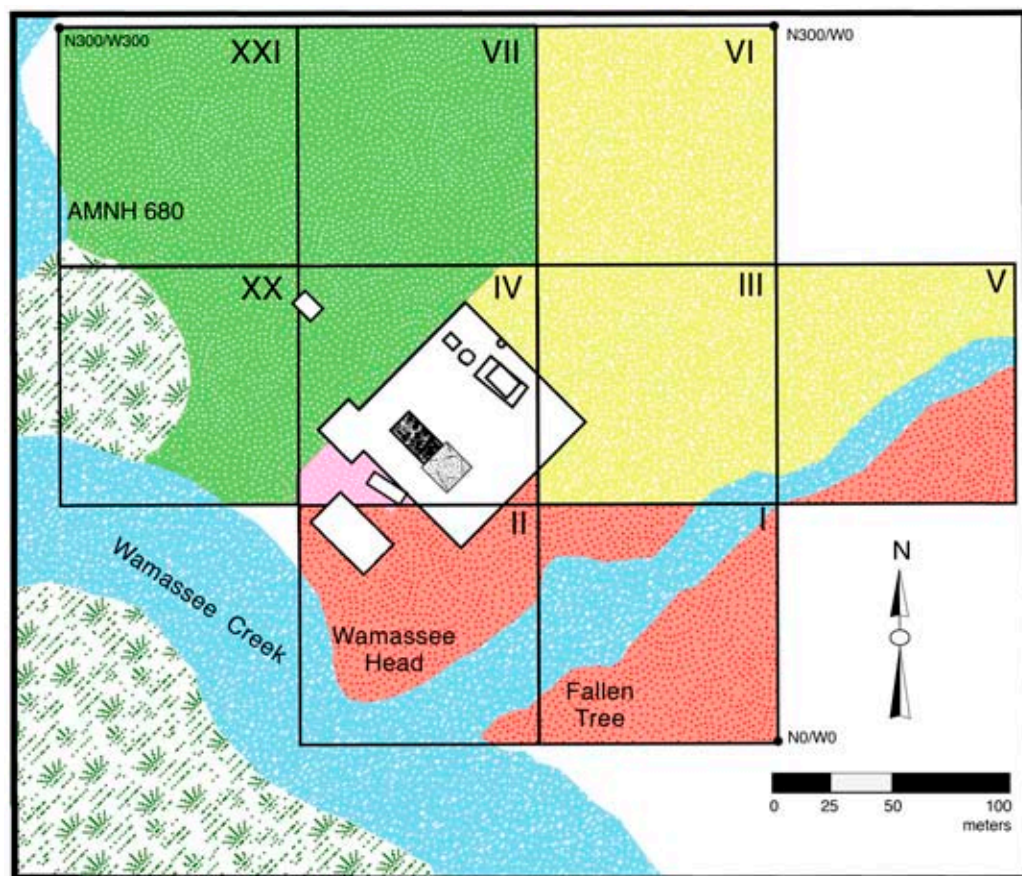 N300/W300
N300/W0
XXI
VII
VI
AMNH 680
XX
IV
III
V
II
I
Wamassee Creek
Wamassee
Head
Fallen
Tree
N
N0/W0
0 25 50 100
meters